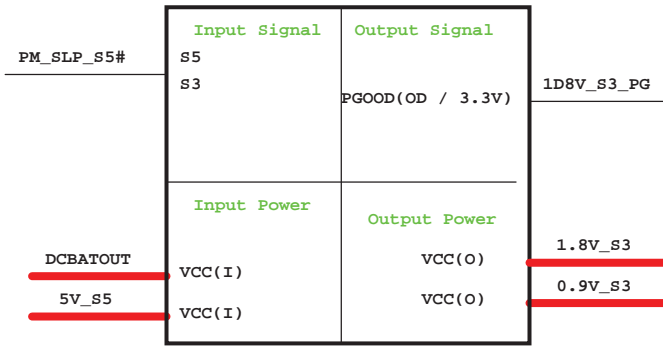 Input Signal
Output Signal
PM_SLP_S5#
S5
S3
1D8V_S3_PG
PGOOD(OD / 3.3V)
Input Power
Output Power
DCBATOUT
VCC(I)
VCC(O)
1.8V_S3
5V_S5
VCC(I)
VCC(O)
0.9V_S3